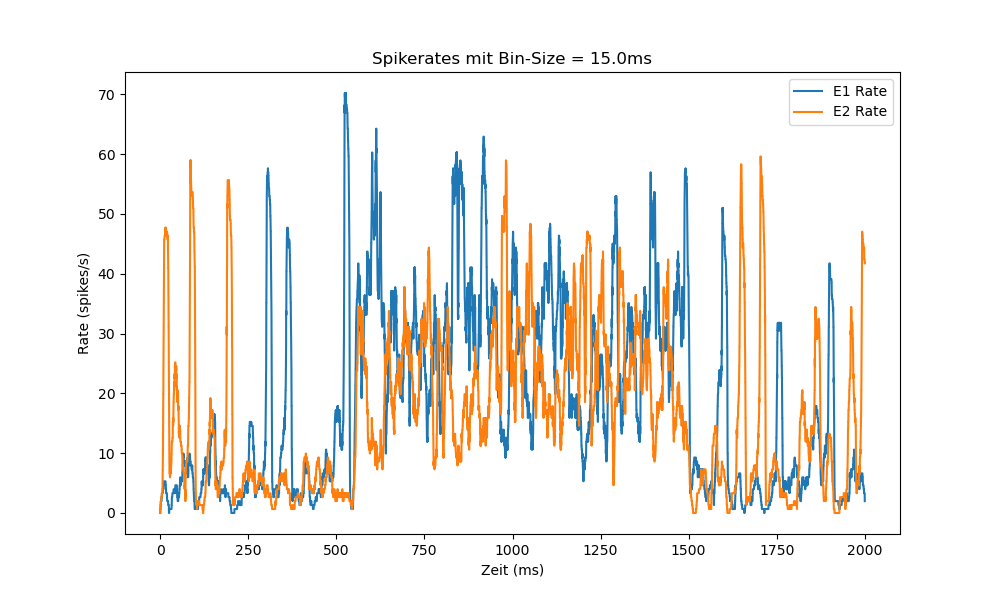 Spikerates mit Bin-Size = 15.0ms
E1 Rate
E2 Rate
70
60
50
40
30
20
10
0
Rate (spikes/s)
0 250 500 750 1000 1250 1500 1750 2000
Zeit (ms)